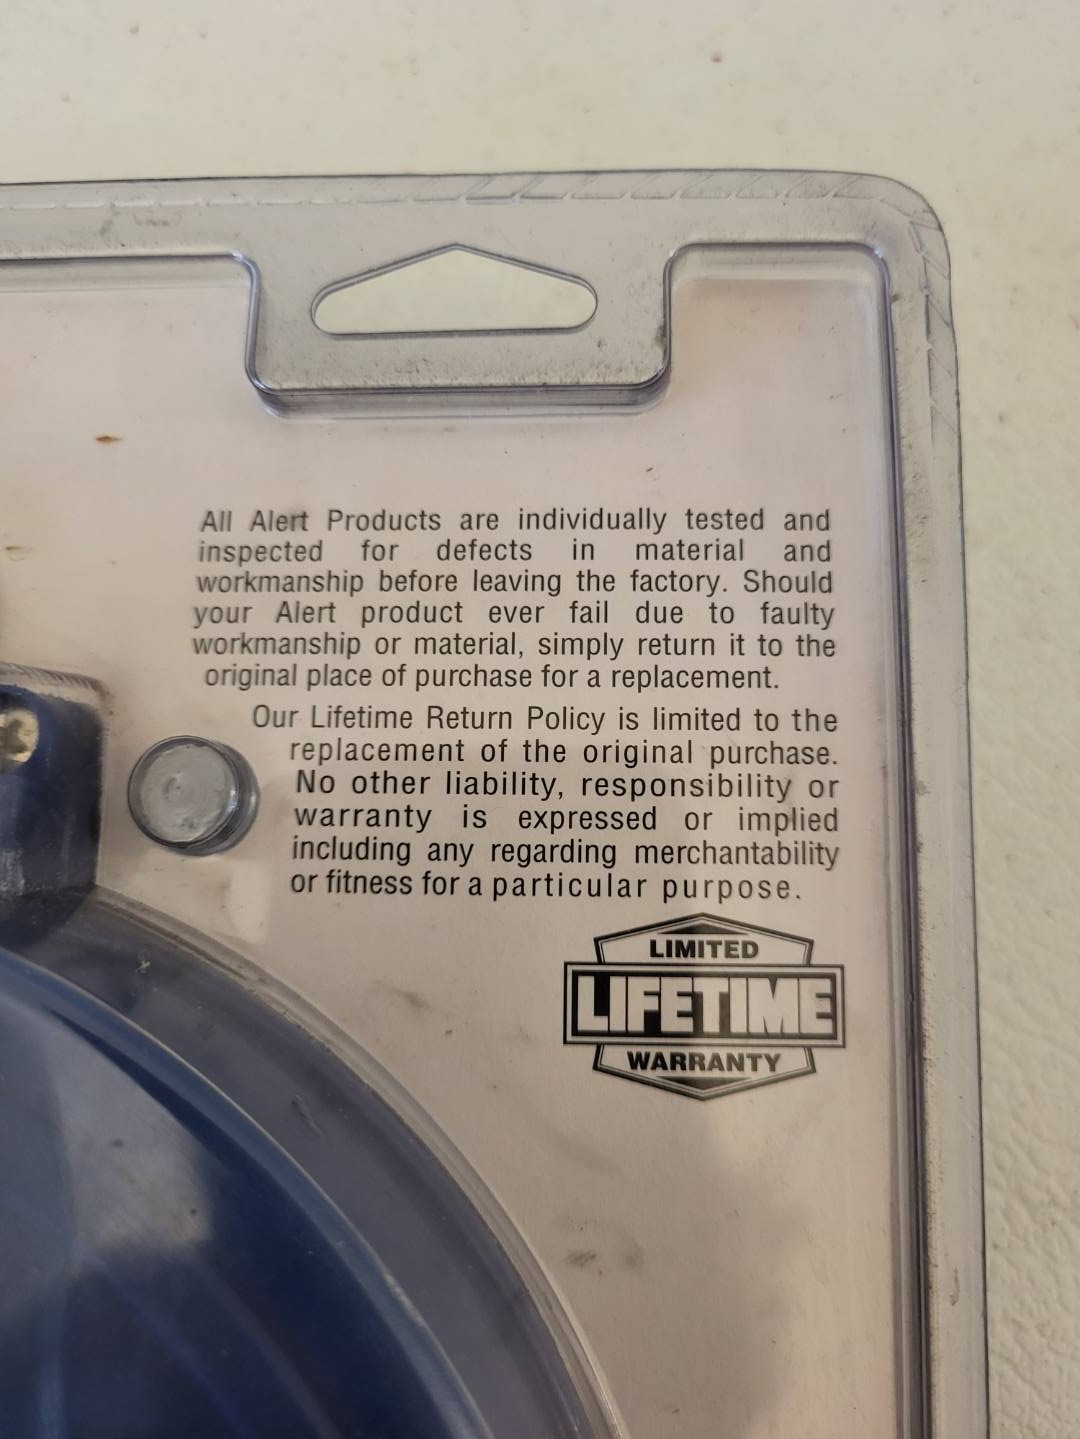 All Alert Products are individually tested and
inspected for defects in material and
workmanship before leaving the factory. Should
your Alert product ever fail due to faulty
workmanship or material, simply return it to the
original place of purchase for a replacement.
Our Lifetime Return Policy is limited to the
replacement of the original purchase.
No other liability, responsibility or
warranty is expressed or implied
including any regarding merchantability
or fitness for a particular purpose.
LIMITED
LIFETIME
WARRANTY